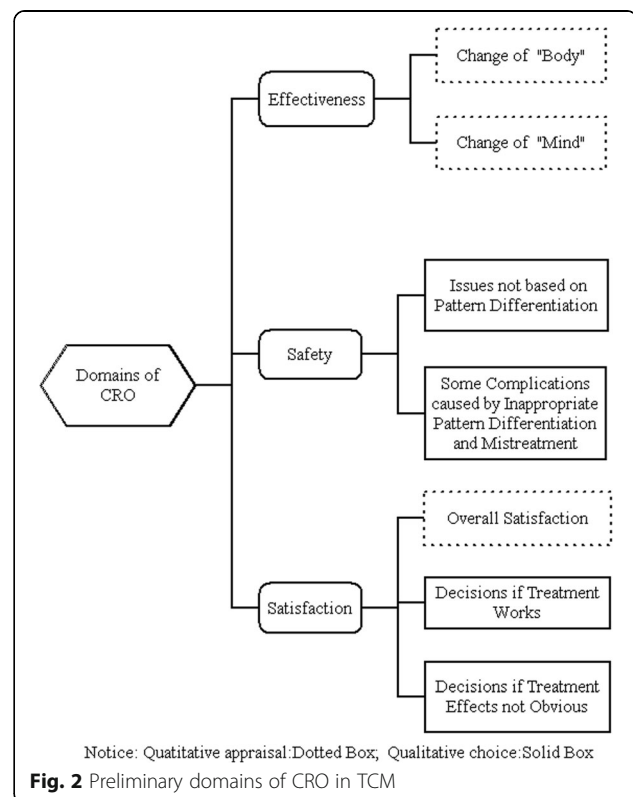 Change of "Body"
Effectiveness
Change of "Mind"
Issues not based on
Pattern Differentiation
Safety
Domains of
CRO
Some Complications
caused by Inappropriate
Pattern Differentiation
and Mistreatment
Overall Satisfaction
Satisfaction
Decisions if Treatment
Works
Decisions if Treatment
Effects not Obvious
Notice: Quatitative appraisal:Dotted Box; Qualitative choice:Solid Box
Fig. 2 Preliminary domains of CRO in TCM